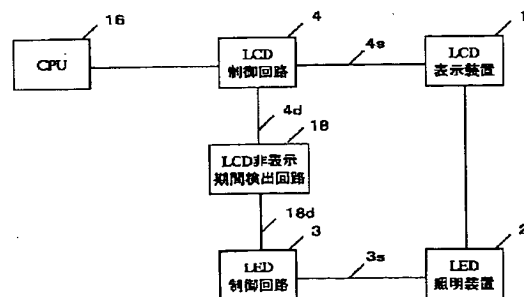 16
CPU
4
LCD
制御回路
4s
1
LCD
表示装置
4d
18
LCD非表示
期間検出回路
18d
3
LED
制御回路
3s
2
LED
照明装置